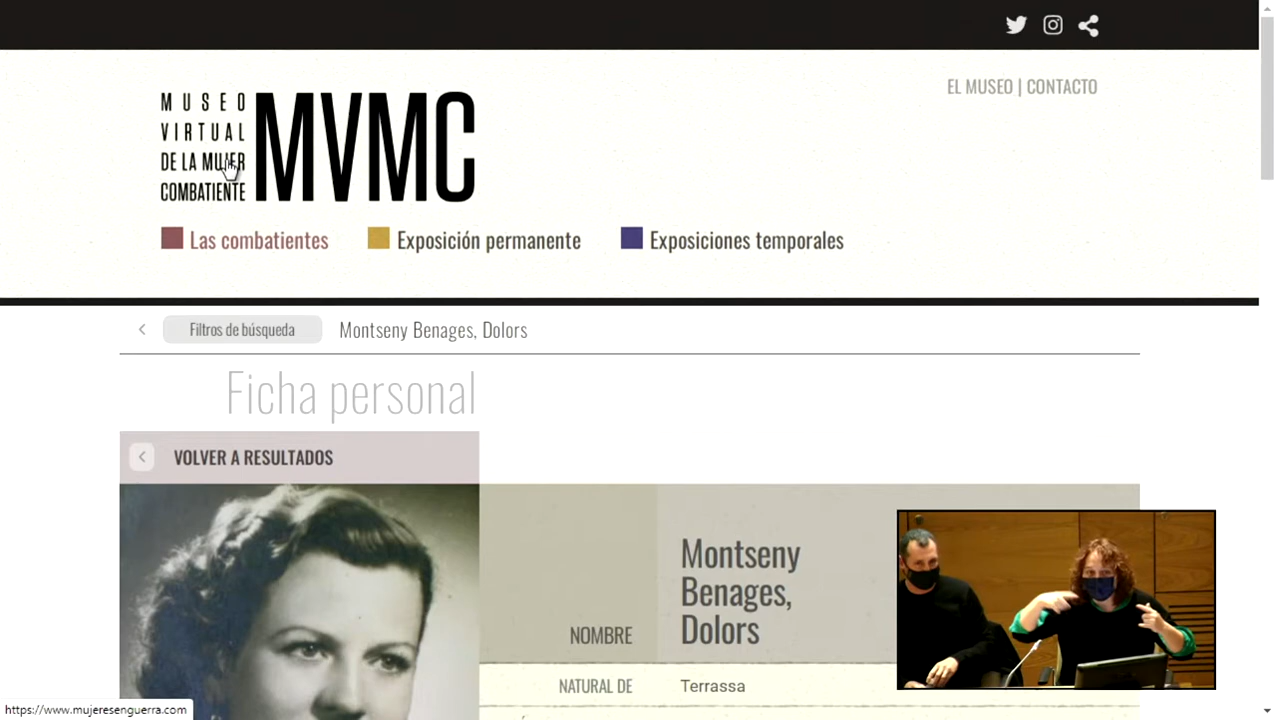 EL MUSEO | CONTACTO
MUSEO
VIRTUAL
DE LA MUJER
COMBATIENTE
MVMC
Las combatientes
Exposición permanente
Exposiciones temporales
Filtros de búsqueda
Montseny Benages, Dolors
Ficha personal
VOLVER A RESULTADOS
NOMBRE
Montseny
Benages,
Dolors
NATURAL DE
Terrassa
https://www.mujeresenguerra.com